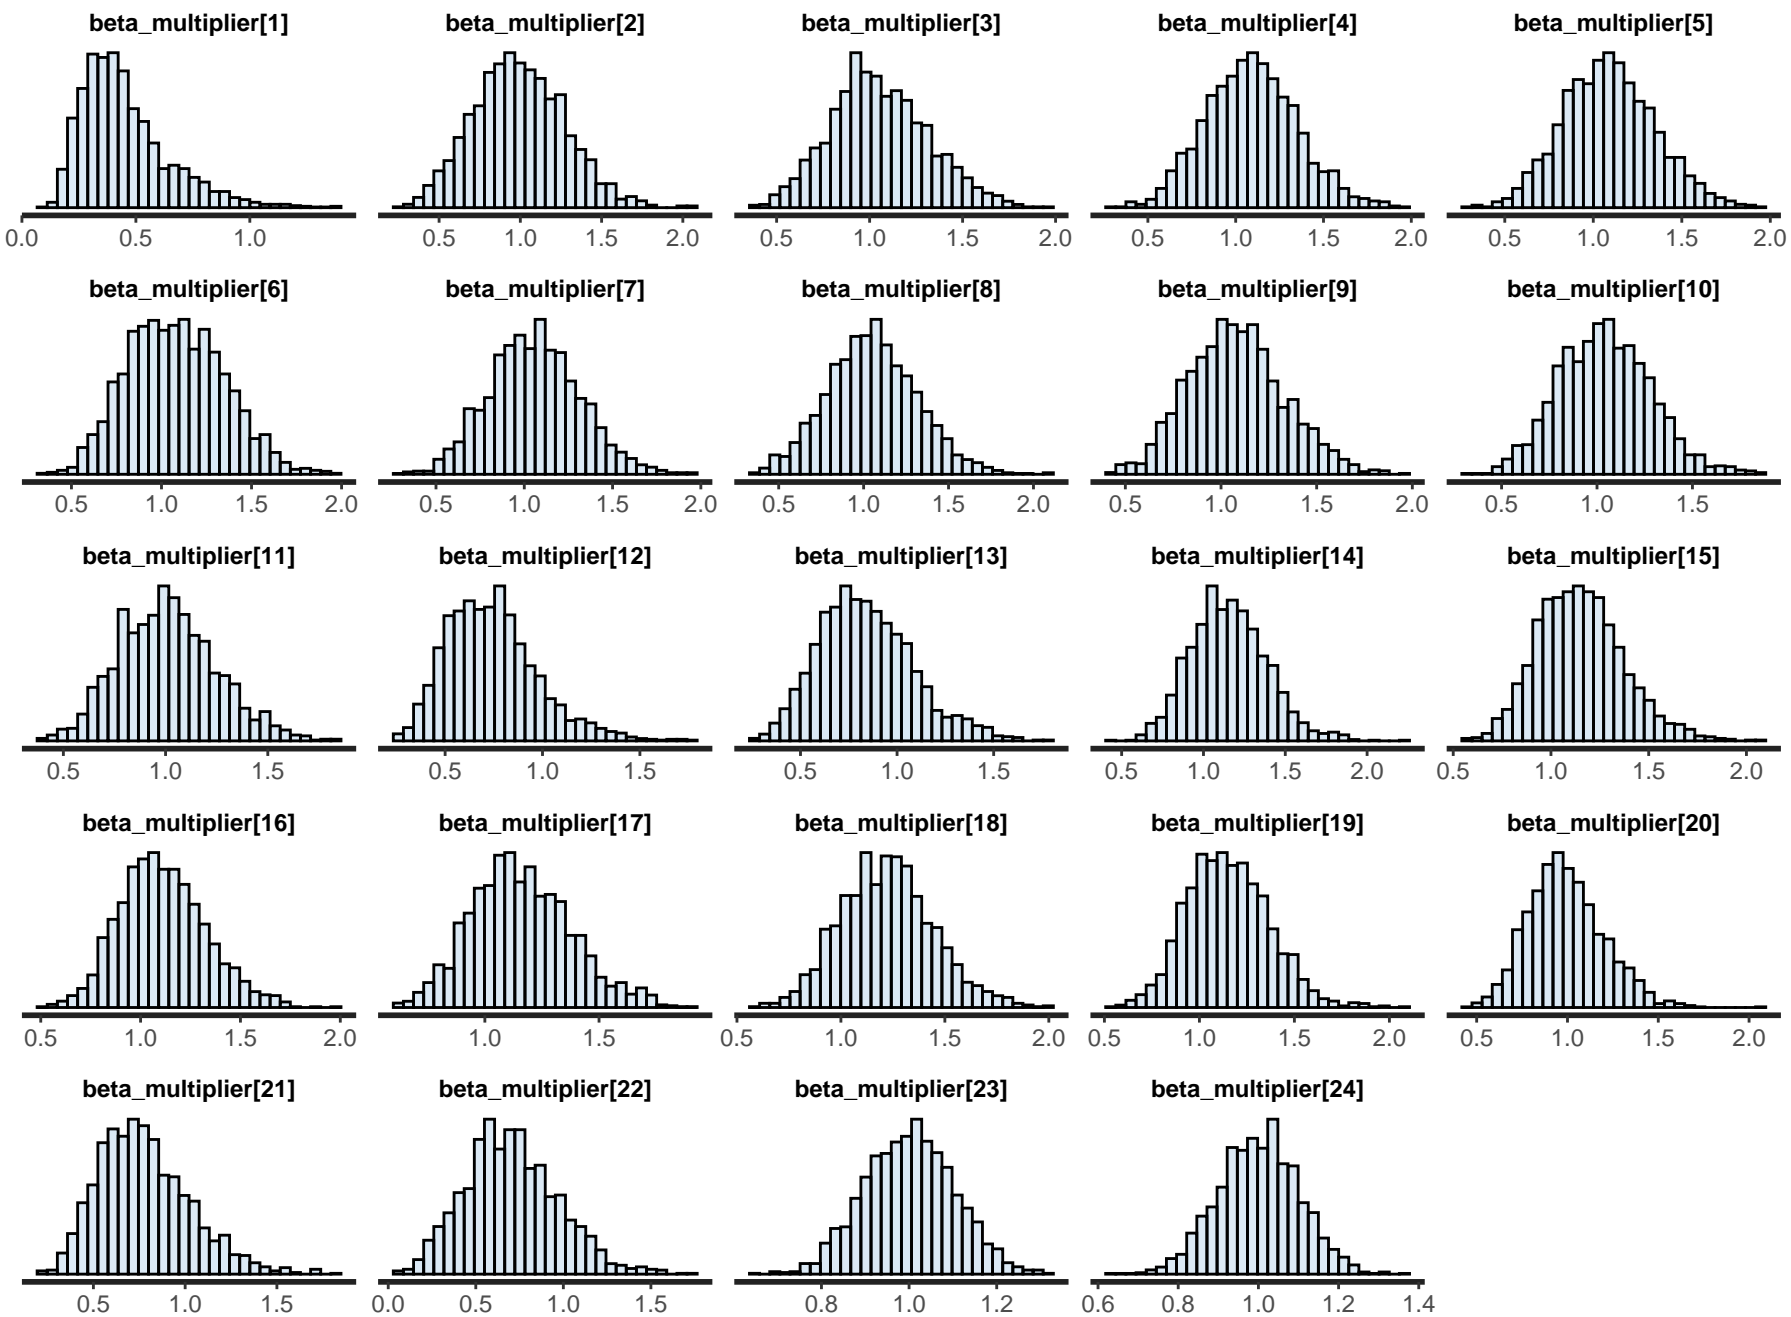 beta_multiplier[1] beta_multiplier[2] beta_multiplier[3] beta_multiplier[4] beta_multiplier[5]
0.0 0.5 1.0 0.5 1.0 1.5 2.0 0.5 1.0 1.5 2.0 0.5 1.0 1.5 2.0 0.5 1.0 1.5 2.0
beta_multiplier[6] beta_multiplier[7] beta_multiplier[8] beta_multiplier[9] beta_multiplier[10]
0.5 1.0 1.5 2.0 0.5 1.0 1.5 2.0 0.5 1.0 1.5 2.0 0.5 1.0 1.5 2.0 0.5 1.0 1.5
beta_multiplier[11] beta_multiplier[12] beta_multiplier[13] beta_multiplier[14] beta_multiplier[15]
0.5 1.0 1.5 0.5 1.0 1.5 0.5 1.0 1.5 0.5 1.0 1.5 2.0 0.5 1.0 1.5 2.0
beta_multiplier[16] beta_multiplier[17] beta_multiplier[18] beta_multiplier[19] beta_multiplier[20]
0.5 1.0 1.5 2.0 1.0 1.5 0.5 1.0 1.5 2.0 0.5 1.0 1.5 2.0 0.5 1.0 1.5 2.0
beta_multiplier[21] beta_multiplier[22] beta_multiplier[23] beta_multiplier[24]
0.5 1.0 1.5 0.0 0.5 1.0 1.5 0.8 1.0 1.2 0.6 0.8 1.0 1.2 1.4